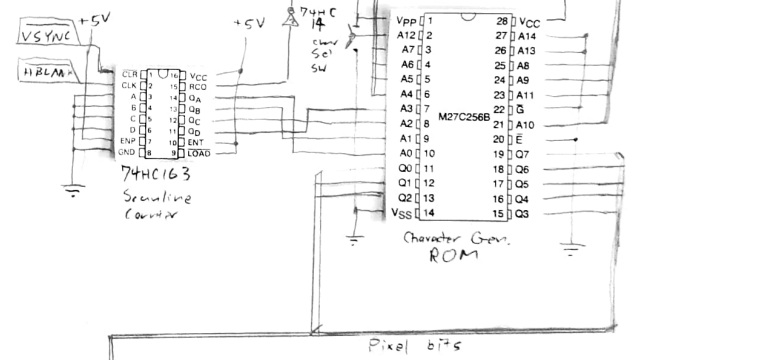 +5V
VSYNC
HBLANK
+5V
74HC
14
char
Sel
SW
CLR 1 16 VCC
CLK 2 15 RCO
A 3 14 QA
B 4 13 QB
C 5 12 QC
D 6 11 QD
ENP 7 10 ENT
GND 8 9 LOAD
74HC163
Scanline
Counter
VPP 1 28 VCC
A12 2 27 A14
A7 3 26 A13
A6 4 25 A8
A5 5 24 A9
A4 6 23 A11
A3 7 22 G
M27C256B
A2 8 21 A10
A1 9 20 E
A0 10 19 Q7
Q0 11 18 Q6
Q1 12 17 Q5
Q2 13 16 Q4
VSS 14 15 Q3
Character Gen.
ROM
Pixel bits